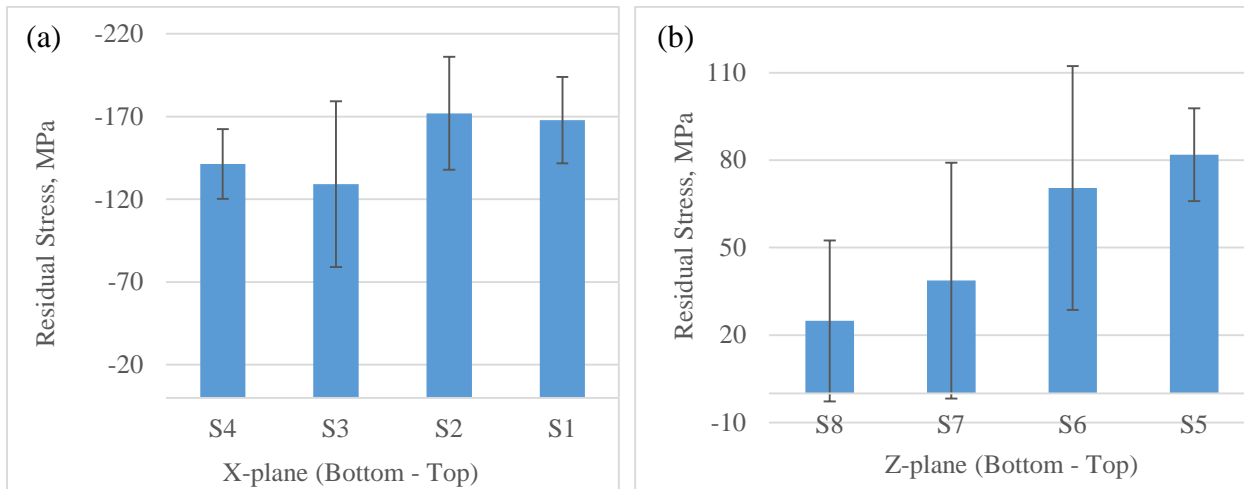 (a)
Residual Stress, MPa
-220
-170
-120
-70
-20
S4 S3 S2 S1
X-plane (Bottom - Top)
(b)
Residual Stress, MPa
110
80
50
20
-10
S8 S7 S6 S5
Z-plane (Bottom - Top)